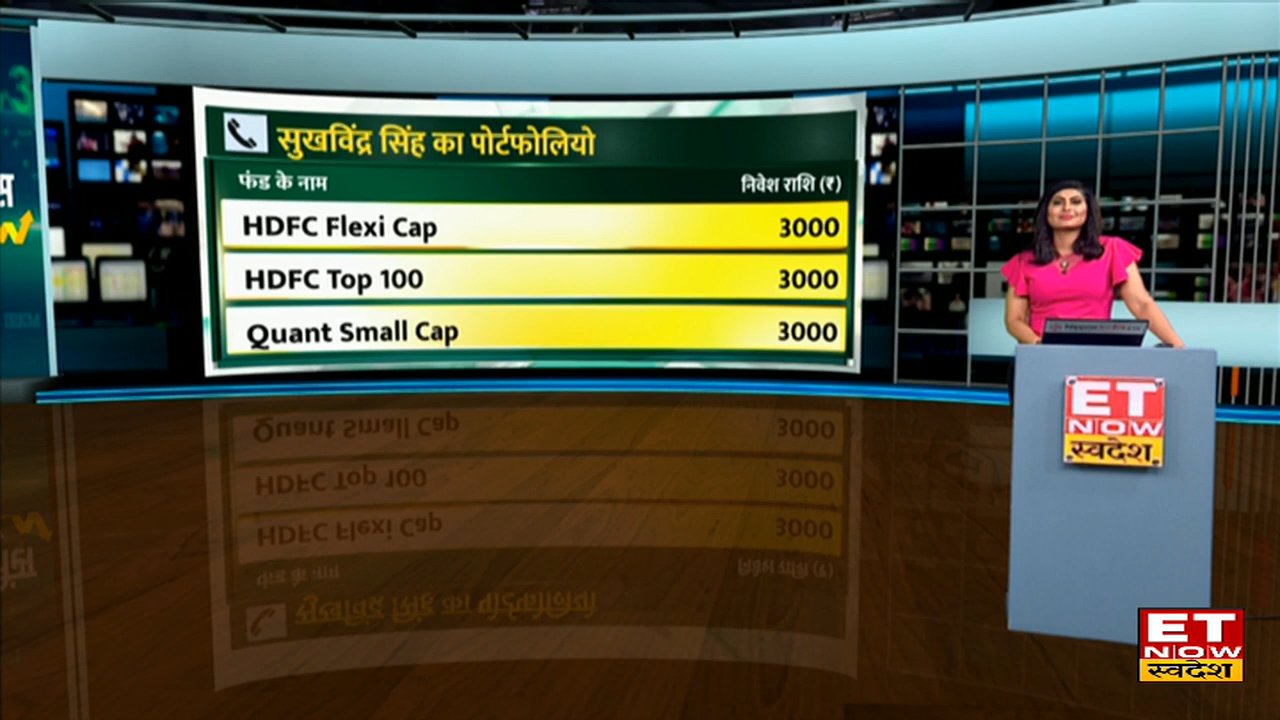 सुखविंद्र सिंह का पोर्टफोलियो
फंड के नाम निवेश राशि (₹)
HDFC Flexi Cap 3000
HDFC Top 100 3000
Quant Small Cap 3000
ET
NOW
स्वदेश
ET
NOW
स्वदेश